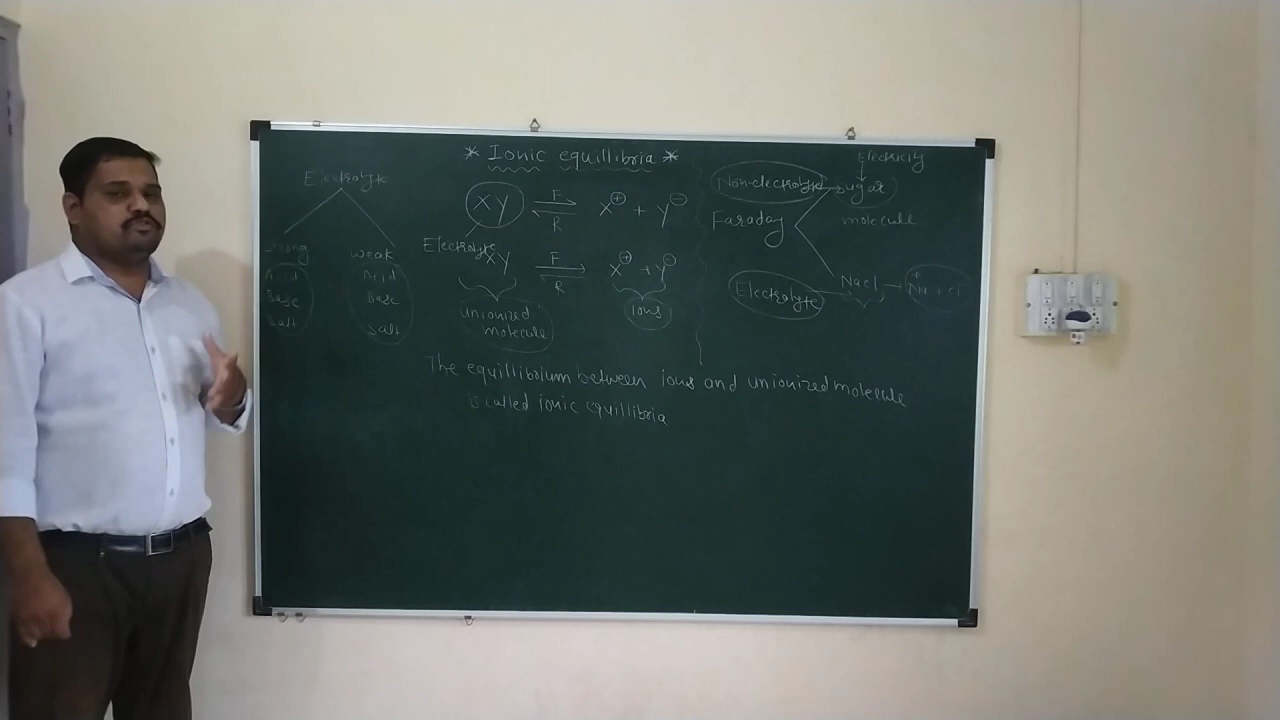 * Ionic equillibria *
Electrolyte
Strong
Acid
Base
Salt
weak
Acid
Base
Salt
XY ⇌ X⊕ + Y⊖
F
R
Electrolyte
XY ⇌ X⊕ + Y⊖
R
unionized
molecule
ions
The equillibrium between ions and unionized molecule
is called ionic equillibria
Electricity
Non-electrolyte
sugar
Faraday
molecule
Electrolyte
Nacl